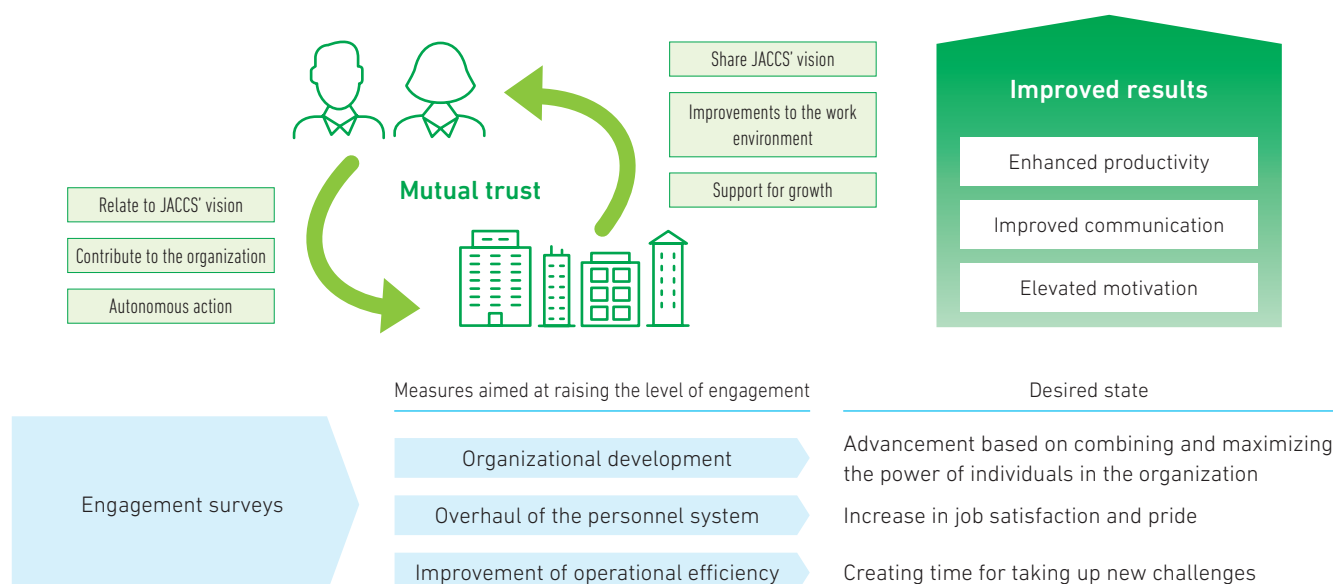 Share JACCS' vision
Improvements to the work
environment
Support for growth
Mutual trust
Relate to JACCS' vision
Contribute to the organization
Autonomous action
Improved results
Enhanced productivity
Improved communication
Elevated motivation
Measures aimed at raising the level of engagement
Desired state
Engagement surveys
Organizational development
Advancement based on combining and maximizing
the power of individuals in the organization
Overhaul of the personnel system
Increase in job satisfaction and pride
Improvement of operational efficiency
Creating time for taking up new challenges